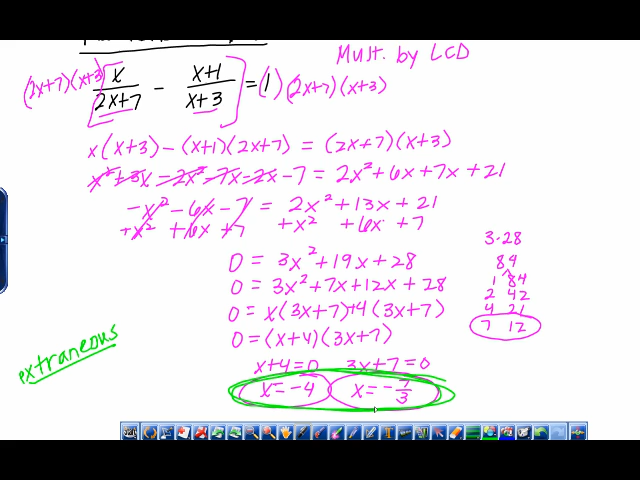 Mult. by LCD
(2x+7)(x+3)[x/(2x+7) − (x+1)/(x+3)] = (1)(2x+7)(x+3)
x(x+3) − (x+1)(2x+7) = (2x+7)(x+3)
x² + 3x − 2x² − 7x − 2x − 7 = 2x² + 6x + 7x + 21
−x² − 6x − 7 = 2x² + 13x + 21
+x² + 6x + 7 +x² + 6x + 7
0 = 3x² + 19x + 28
0 = 3x² + 7x + 12x + 28
0 = x(3x+7) + 4(3x+7)
0 = (x+4)(3x+7)
x+4=0 3x+7=0
x=−4 x=−7/3
3·28
84
1 84
2 42
4 21
7 12
extraneous